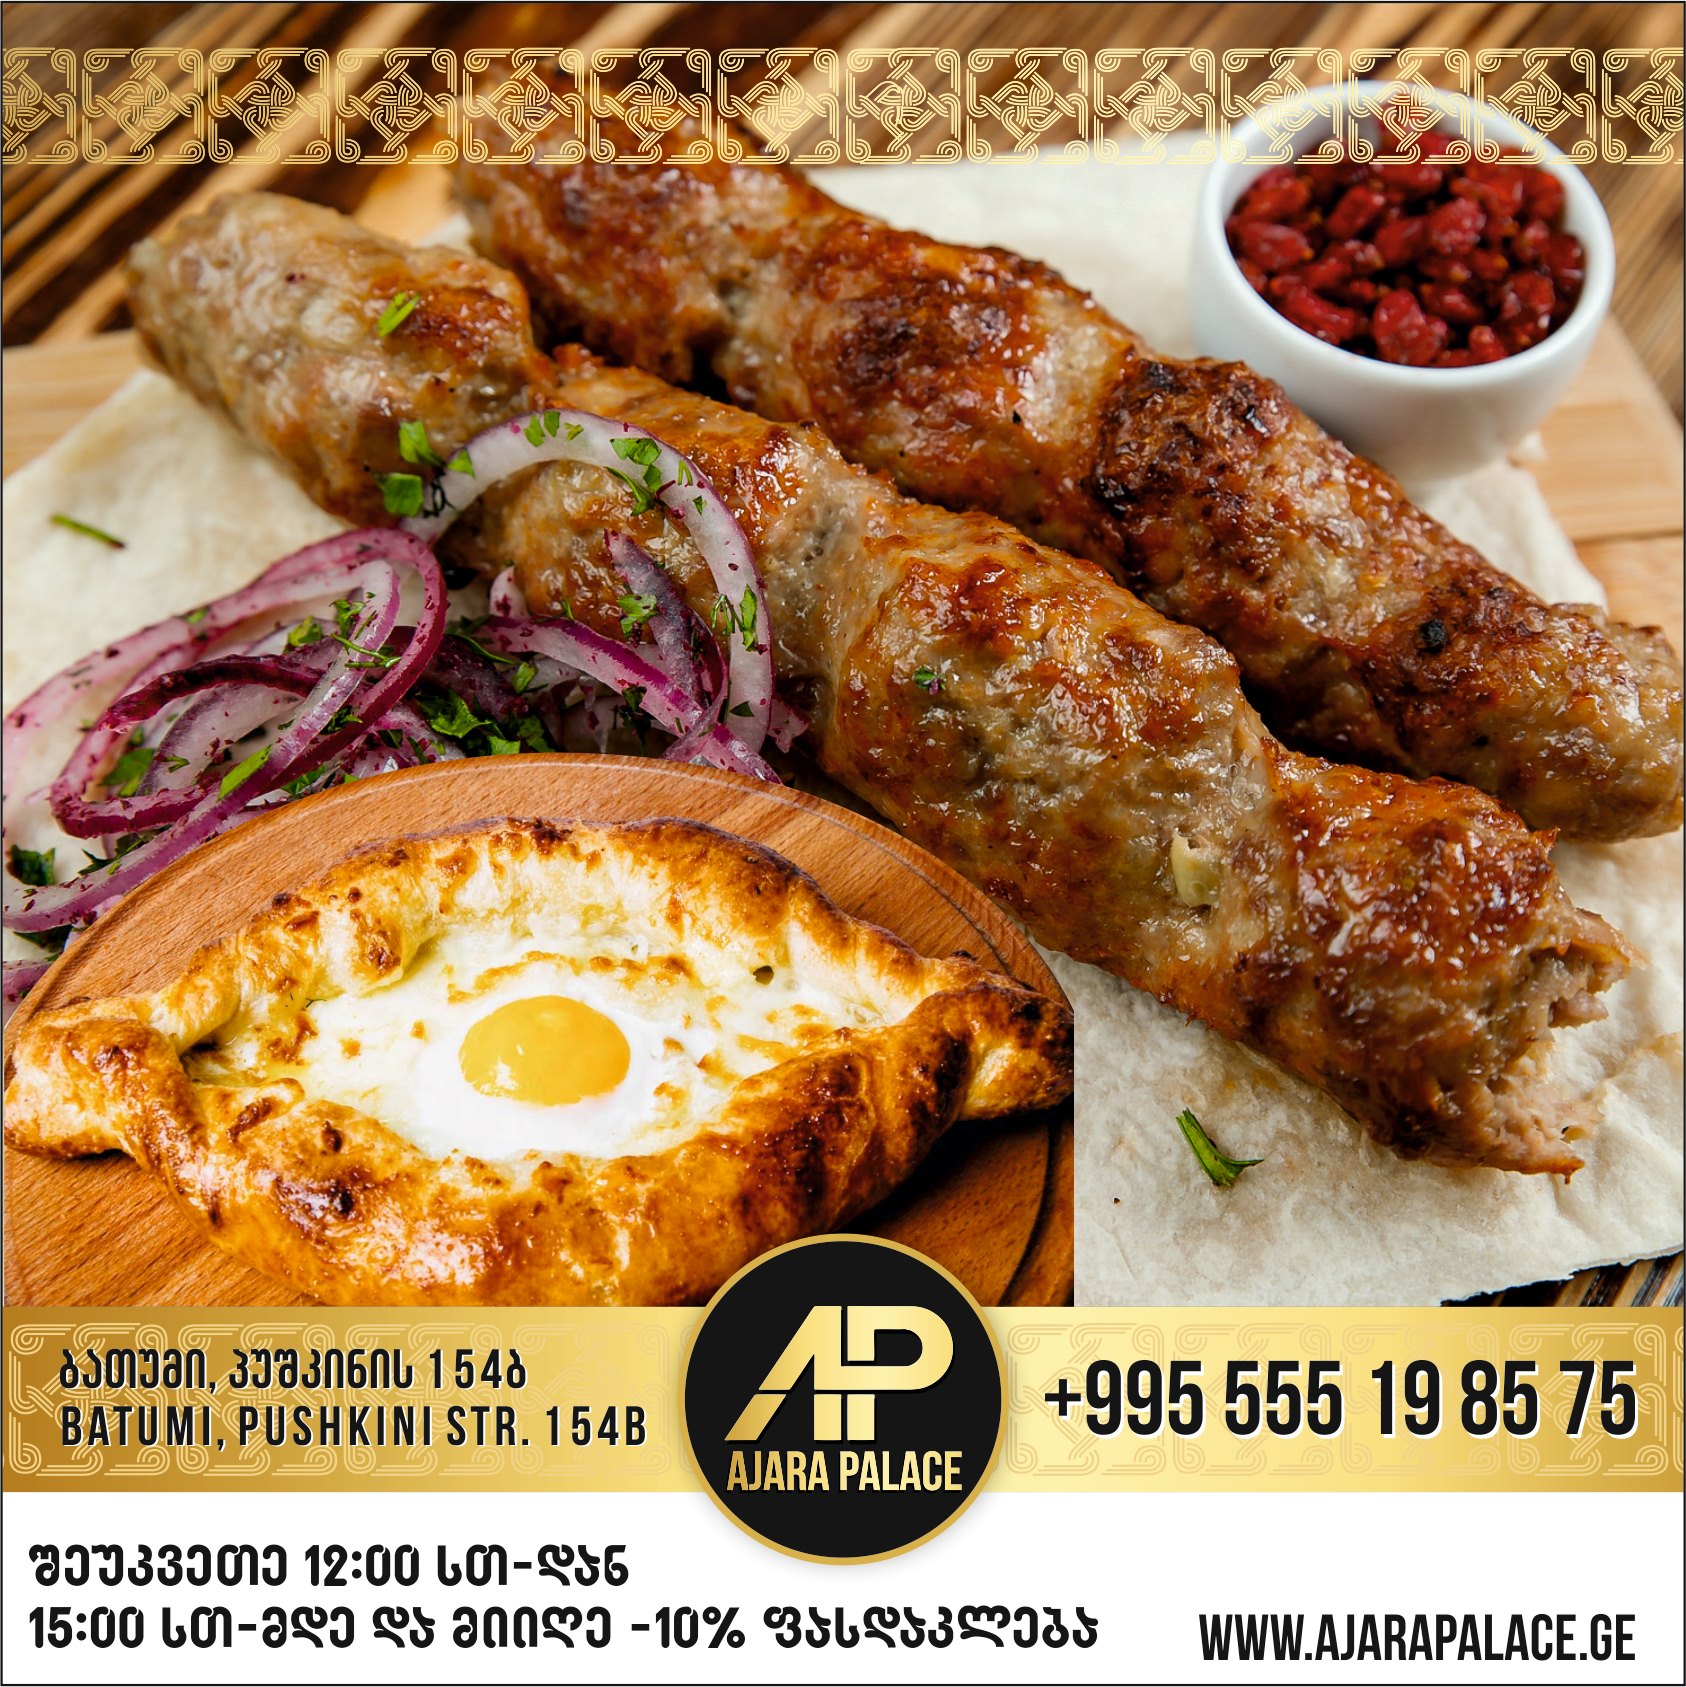 ბათუმი, პუშკინის 154ბ
BATUMI, PUSHKINI STR. 154B
AP
AJARA PALACE
+995 555 19 85 75
შეუკვეთე 12:00 სთ-დან
15:00 სთ-მდე და მიიღე -10% ფასდაკლება
WWW.AJARAPALACE.GE